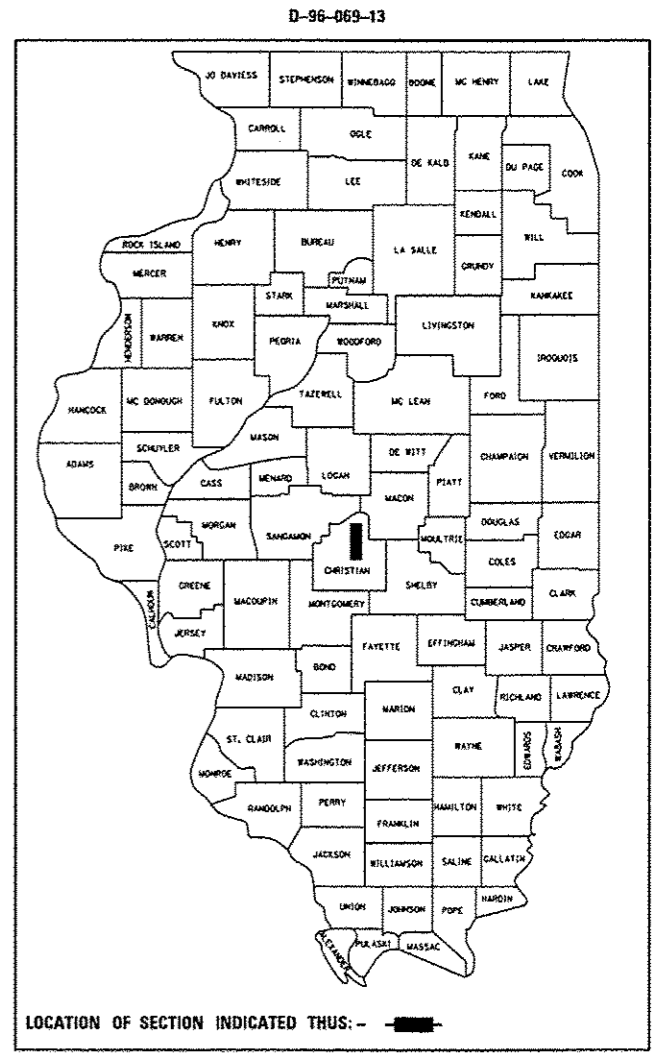 D-96-069-13
JO DAVIESS STEPHENSON WINNEBAGO BOONE MC HENRY LAKE
CARROLL OGLE DE KALB KANE DU PAGE COOK
WHITESIDE LEE KENDALL WILL
ROCK ISLAND HENRY BUREAU LA SALLE GRUNDY
MERCER PUTNAM KANKAKEE
STARK MARSHALL
HENDERSON WARREN KNOX PEORIA WOODFORD LIVINGSTON IROQUOIS
HANCOCK MC DONOUGH FULTON TAZEWELL MC LEAN FORD
MASON
ADAMS SCHUYLER DE WITT CHAMPAIGN VERMILION
BROWN CASS MENARD LOGAN MACON PIATT
PIKE SCOTT MORGAN SANGAMON MOULTRIE DOUGLAS EDGAR
CHRISTIAN COLES
CALHOUN GREENE MACOUPIN MONTGOMERY SHELBY CUMBERLAND CLARK
JERSEY FAYETTE EFFINGHAM JASPER CRAWFORD
MADISON BOND CLAY RICHLAND LAWRENCE
CLINTON MARION
ST. CLAIR WAYNE EDWARDS WABASH
MONROE WASHINGTON JEFFERSON
RANDOLPH PERRY HAMILTON WHITE
FRANKLIN
JACKSON WILLIAMSON SALINE GALLATIN
UNION JOHNSON POPE HARDIN
ALEXANDER PULASKI MASSAC
LOCATION OF SECTION INDICATED THUS: -